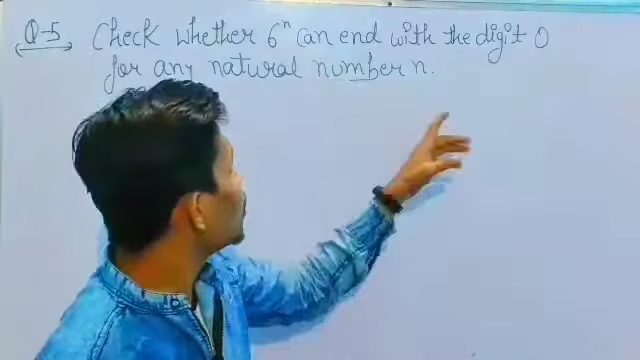 Q-5 Check whether 6ⁿ can end with the digit 0
for any natural number n.